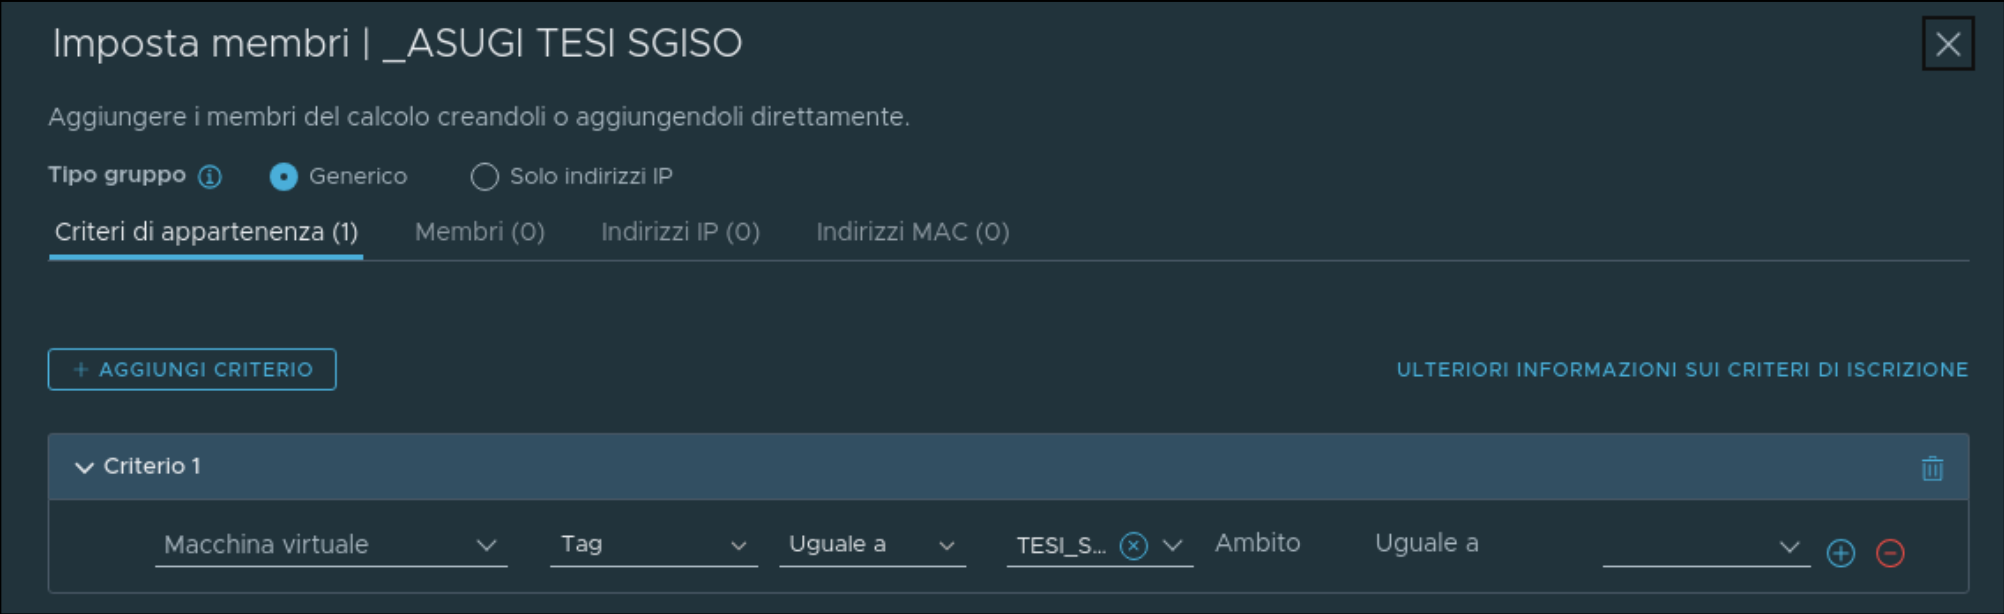 Imposta membri | _ASUGI TESI SGISO
Aggiungere i membri del calcolo creandoli o aggiungendoli direttamente.
Tipo gruppo Generico Solo indirizzi IP
Criteri di appartenenza (1) Membri (0) Indirizzi IP (0) Indirizzi MAC (0)
+ AGGIUNGI CRITERIO ULTERIORI INFORMAZIONI SUI CRITERI DI ISCRIZIONE
Criterio 1
Macchina virtuale Tag Uguale a TESI_S... Ambito Uguale a